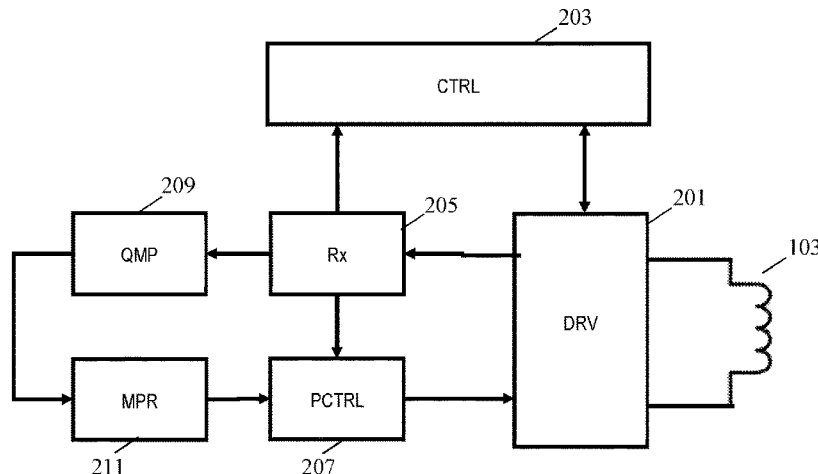 203
CTRL
209
205
201
QMP
Rx
103
DRV
MPR
PCTRL
211
207